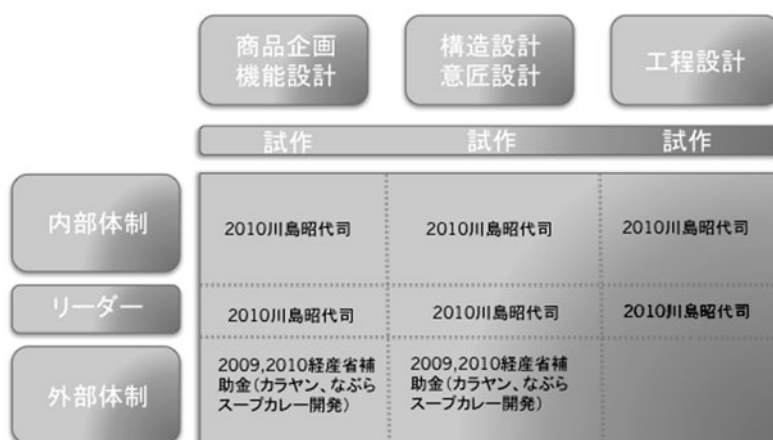 商品企画
機能設計
構造設計
意匠設計
工程設計
試作
試作
試作
内部体制
2010川島昭代司
2010川島昭代司
2010川島昭代司
リーダー
2010川島昭代司
2010川島昭代司
2010川島昭代司
外部体制
2009,2010経産省補
助金(カラヤン、なぶら
スープカレー開発)
2009,2010経産省補
助金(カラヤン、なぶら
スープカレー開発)